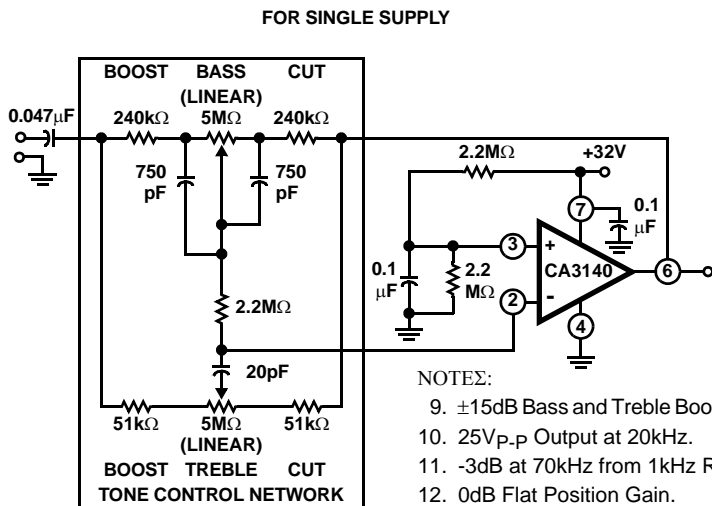 FOR SINGLE SUPPLY
BOOST BASS CUT
(LINEAR)
0.047μF
240kΩ 5MΩ 240kΩ
750 pF
750 pF
2.2MΩ
20pF
51kΩ 5MΩ 51kΩ
(LINEAR)
BOOST TREBLE CUT
TONE CONTROL NETWORK
2.2MΩ
+32V
7
0.1 μF
3
+
CA3140
6
0.1 μF
2.2 MΩ
2
-
4
NOTEΣ:
9. ±15dB Bass and Treble Boo
10. 25VP-P Output at 20kHz.
11. -3dB at 70kHz from 1kHz R
12. 0dB Flat Position Gain.